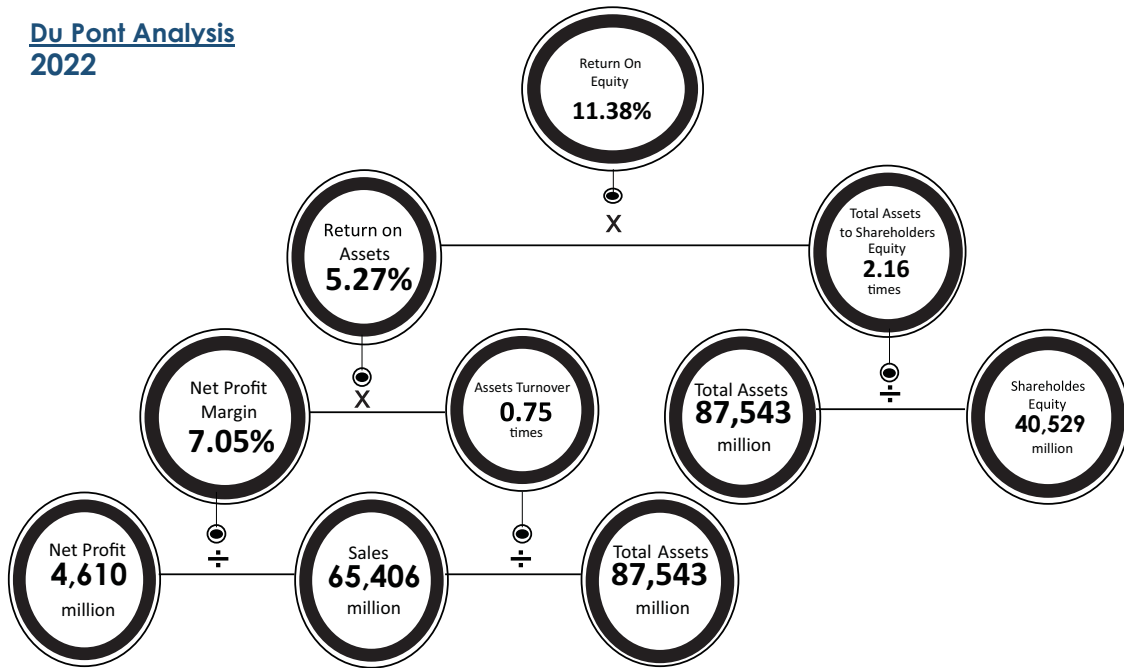 Du Pont Analysis
2022
Return On
Equity
11.38%
X
Return on
Assets
5.27%
Total Assets
to Shareholders
Equity
2.16
times
X
÷
Net Profit
Margin
7.05%
Assets Turnover
0.75
times
Total Assets
87,543
million
Shareholdes
Equity
40,529
million
÷
÷
Net Profit
4,610
million
Sales
65,406
million
Total Assets
87,543
million